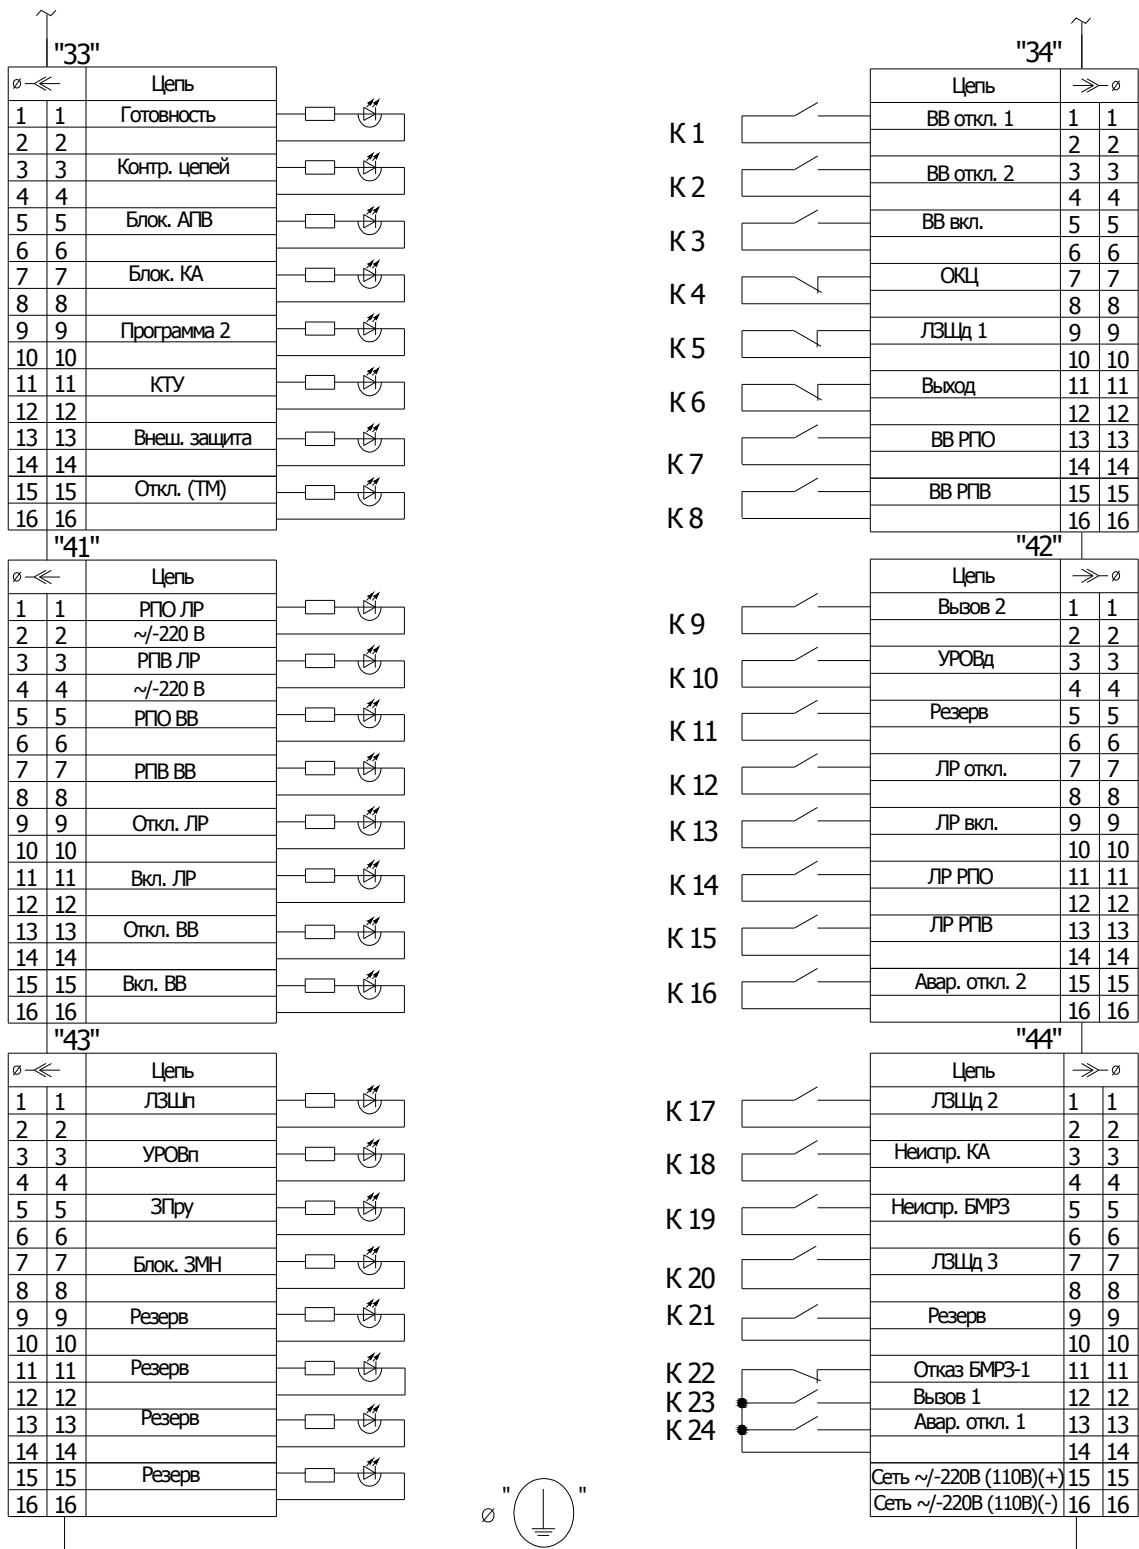 "33"
Цепь
1 1 Готовность
2 2
3 3 Контр. цепей
4 4
5 5 Блок. АПВ
6 6
7 7 Блок. КА
8 8
9 9 Программа 2
10 10
11 11 КТУ
12 12
13 13 Внеш. защита
14 14
15 15 Откл. (ТМ)
16 16
"41"
Цепь
1 1 РПО ЛР
2 2 ~/-220 В
3 3 РПВ ЛР
4 4 ~/-220 В
5 5 РПО ВВ
6 6
7 7 РПВ ВВ
8 8
9 9 Откл. ЛР
10 10
11 11 Вкл. ЛР
12 12
13 13 Откл. ВВ
14 14
15 15 Вкл. ВВ
16 16
"43"
Цепь
1 1 ЛЗШп
2 2
3 3 УРОВп
4 4
5 5 ЗПру
6 6
7 7 Блок. ЗМН
8 8
9 9 Резерв
10 10
11 11 Резерв
12 12
13 13 Резерв
14 14
15 15 Резерв
16 16
"34"
Цепь
К 1 ВВ откл. 1 1 1
2 2
К 2 ВВ откл. 2 3 3
4 4
К 3 ВВ вкл. 5 5
6 6
К 4 ОКЦ 7 7
8 8
К 5 ЛЗЩд 1 9 9
10 10
К 6 Выход 11 11
12 12
К 7 ВВ РПО 13 13
14 14
К 8 ВВ РПВ 15 15
16 16
"42"
Цепь
К 9 Вызов 2 1 1
2 2
К 10 УРОВд 3 3
4 4
К 11 Резерв 5 5
6 6
К 12 ЛР откл. 7 7
8 8
К 13 ЛР вкл. 9 9
10 10
К 14 ЛР РПО 11 11
12 12
К 15 ЛР РПВ 13 13
14 14
К 16 Авар. откл. 2 15 15
16 16
"44"
Цепь
К 17 ЛЗЩд 2 1 1
2 2
К 18 Неиспр. КА 3 3
4 4
К 19 Неиспр. БМРЗ 5 5
6 6
К 20 ЛЗЩд 3 7 7
8 8
К 21 Резерв 9 9
10 10
К 22 Отказ БМРЗ-1 11 11
К 23 Вызов 1 12 12
К 24 Авар. откл. 1 13 13
14 14
Сеть ~/-220В (110В)(+) 15 15
Сеть ~/-220В (110В)(-) 16 16
" "